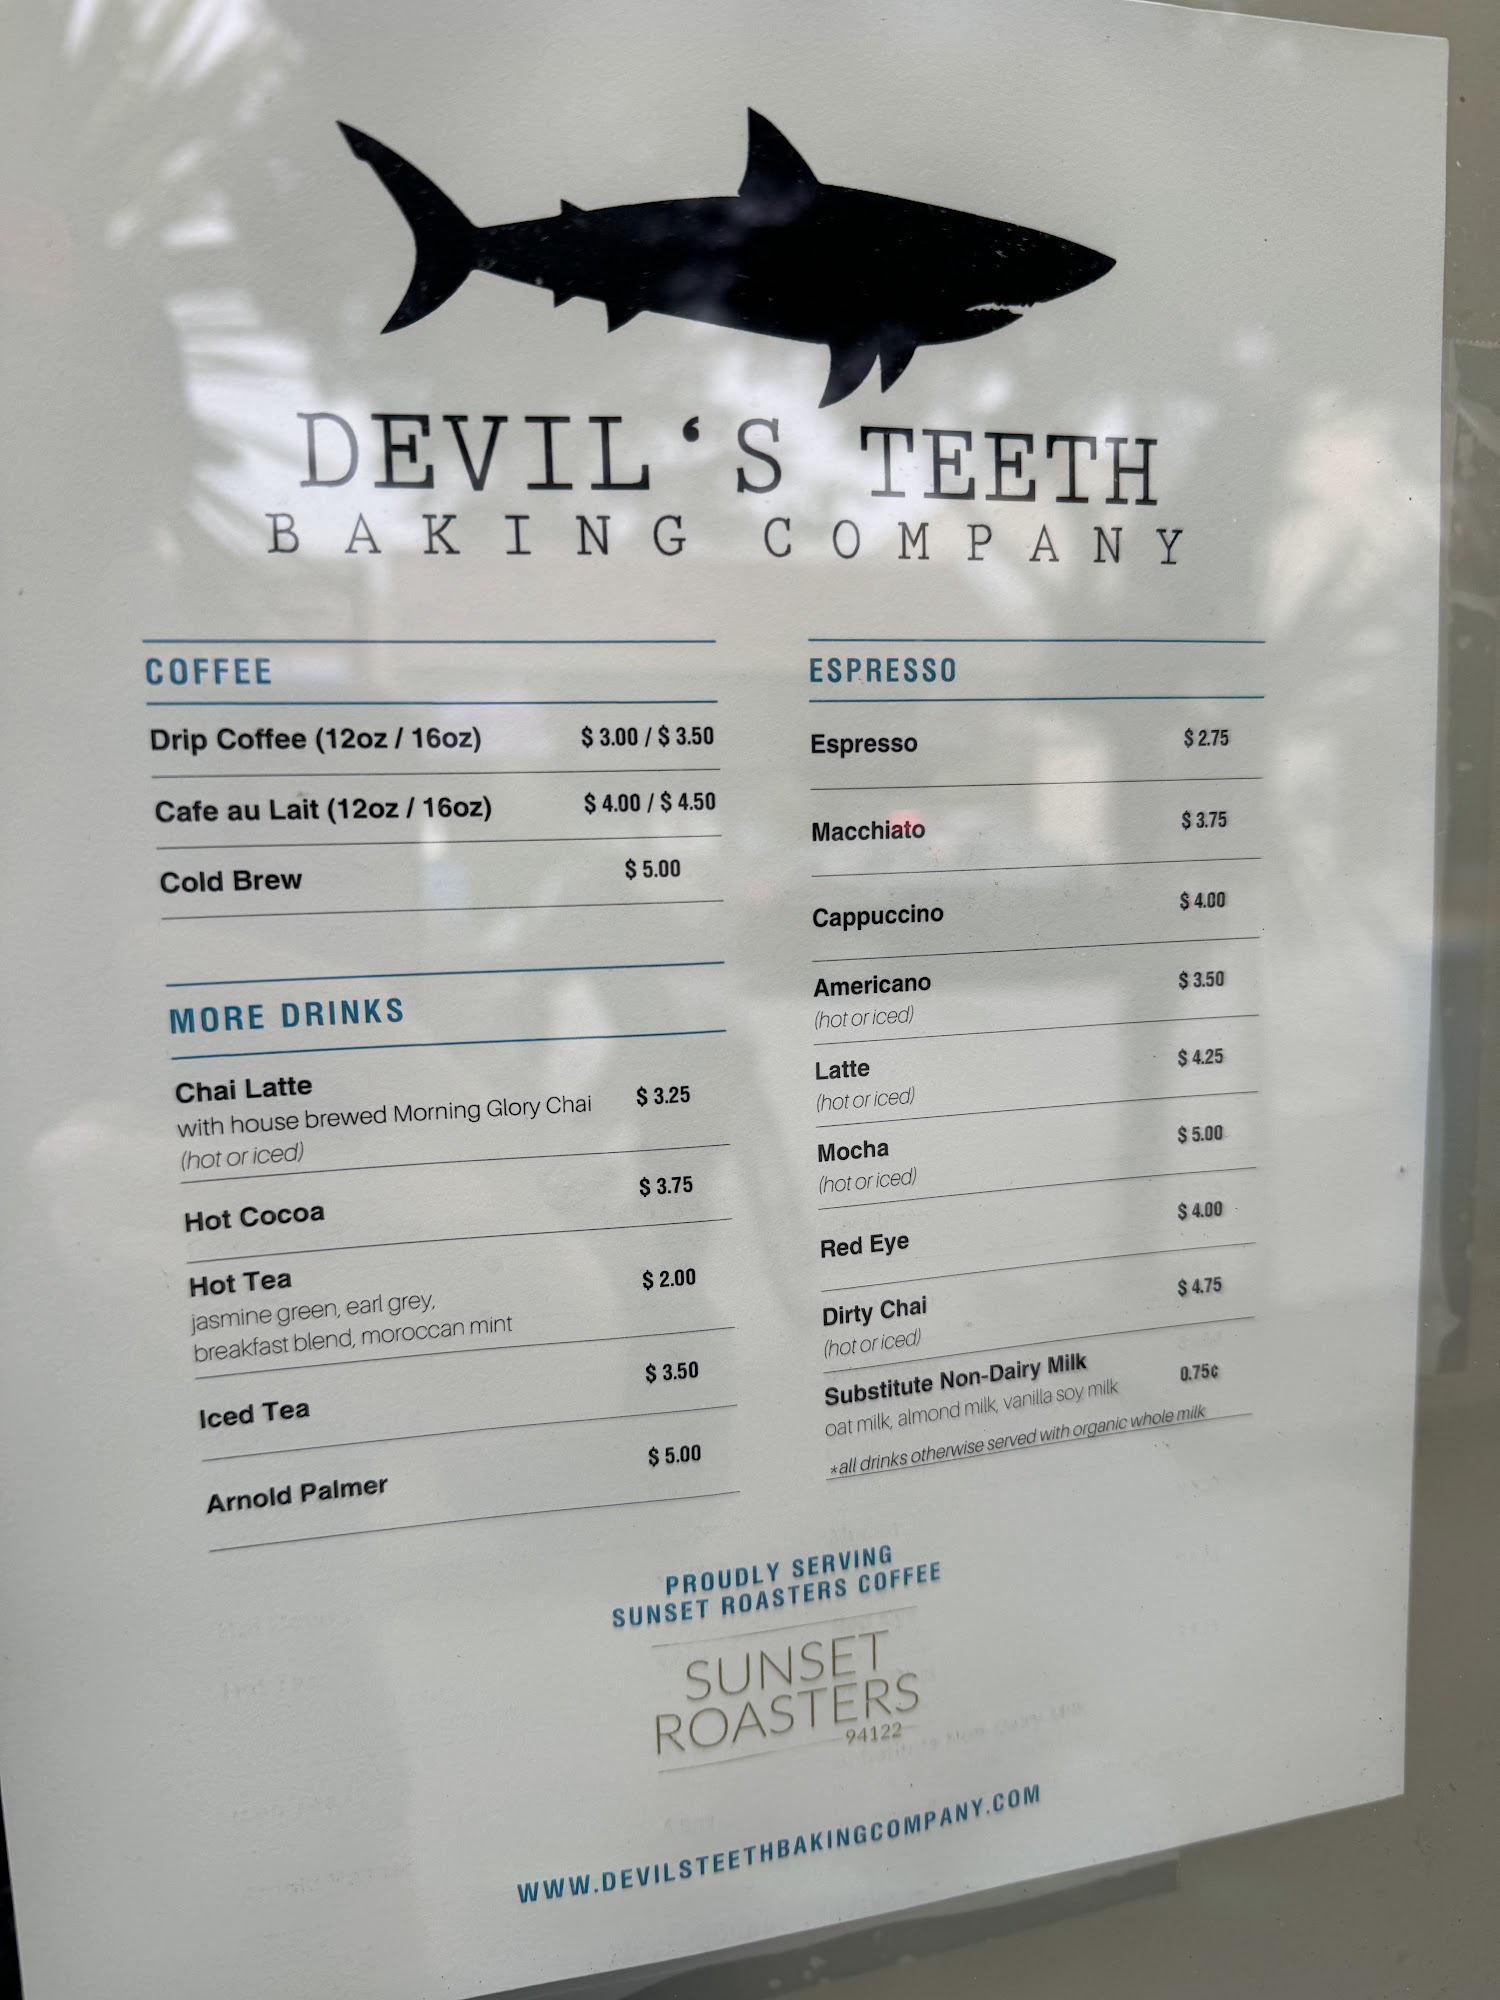 DEVIL‘S TEETH
BAKING COMPANY
COFFEE
Drip Coffee (12oz / 16oz) $ 3.00 / $ 3.50
Cafe au Lait (12oz / 16oz) $ 4.00 / $ 4.50
Cold Brew $ 5.00
MORE DRINKS
Chai Latte $ 3.25
with house brewed Morning Glory Chai
(hot or iced)
Hot Cocoa $ 3.75
Hot Tea $ 2.00
jasmine green, earl grey,
breakfast blend, moroccan mint
Iced Tea $ 3.50
Arnold Palmer $ 5.00
ESPRESSO
Espresso $ 2.75
Macchiato $ 3.75
Cappuccino $ 4.00
Americano $ 3.50
(hot or iced)
Latte $ 4.25
(hot or iced)
Mocha $ 5.00
(hot or iced)
Red Eye $ 4.00
Dirty Chai $ 4.75
(hot or iced)
Substitute Non-Dairy Milk 0.75¢
oat milk, almond milk, vanilla soy milk
*all drinks otherwise served with organic whole milk
PROUDLY SERVING
SUNSET ROASTERS COFFEE
SUNSET
ROASTERS
94122
WWW.DEVILSTEETHBAKINGCOMPANY.COM